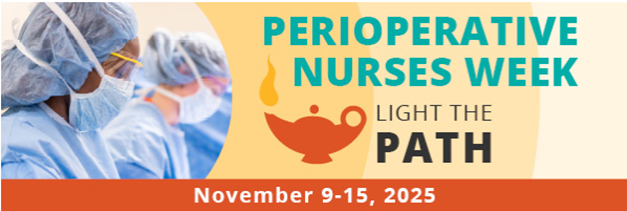 PERIOPERATIVE
NURSES WEEK
LIGHT THE
PATH
November 9-15, 2025